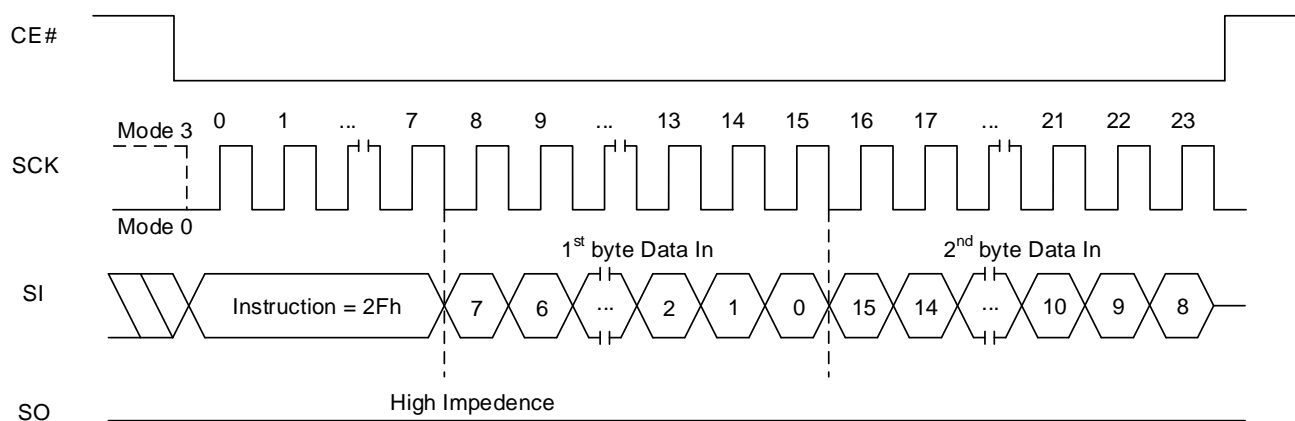 CE#
0 1 ... 7 8 9 ... 13 14 15 16 17 ... 21 22 23
Mode 3
SCK
Mode 0
1st byte Data In 2nd byte Data In
SI Instruction = 2Fh 7 6 ... 2 1 0 15 14 ... 10 9 8
High Impedence
SO